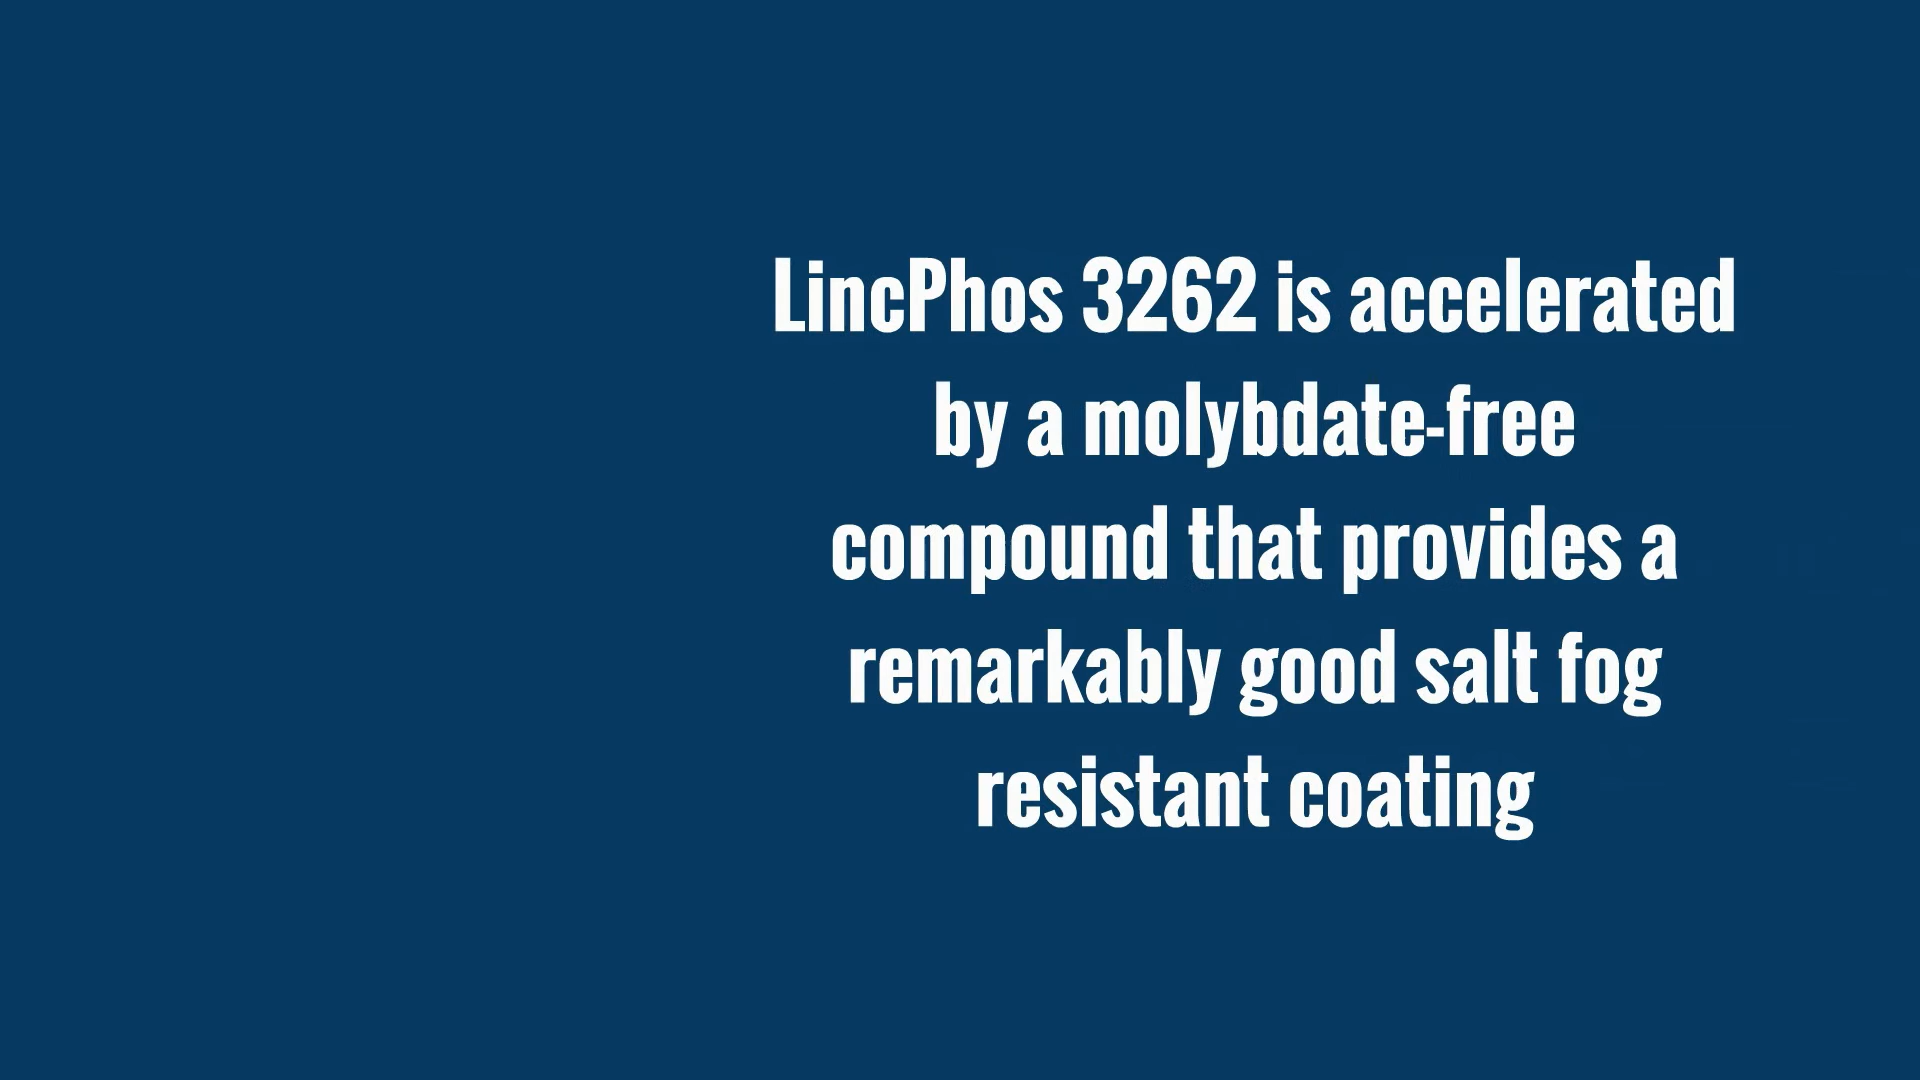 LincPhos 3262 is accelerated
by a molybdate-free
compound that provides a
remarkably good salt fog
resistant coating